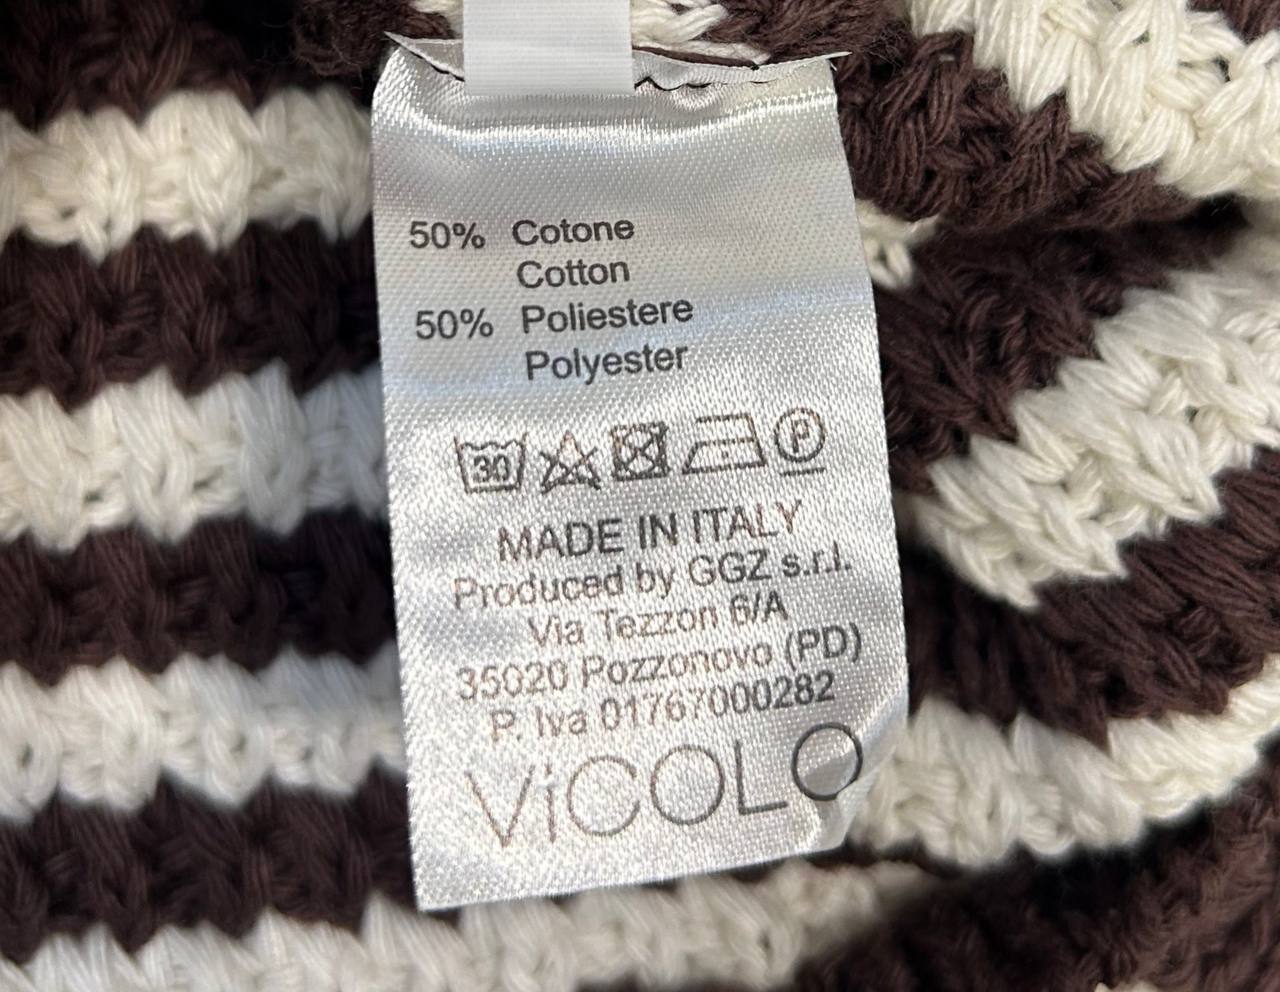 50% Cotone
Cotton
50% Poliestere
Polyester
30 P
MADE IN ITALY
Produced by GGZ s.r.l.
Via Tezzon 6/A
35020 Pozzonovo (PD)
P. Iva 01767000282
ViCOLO